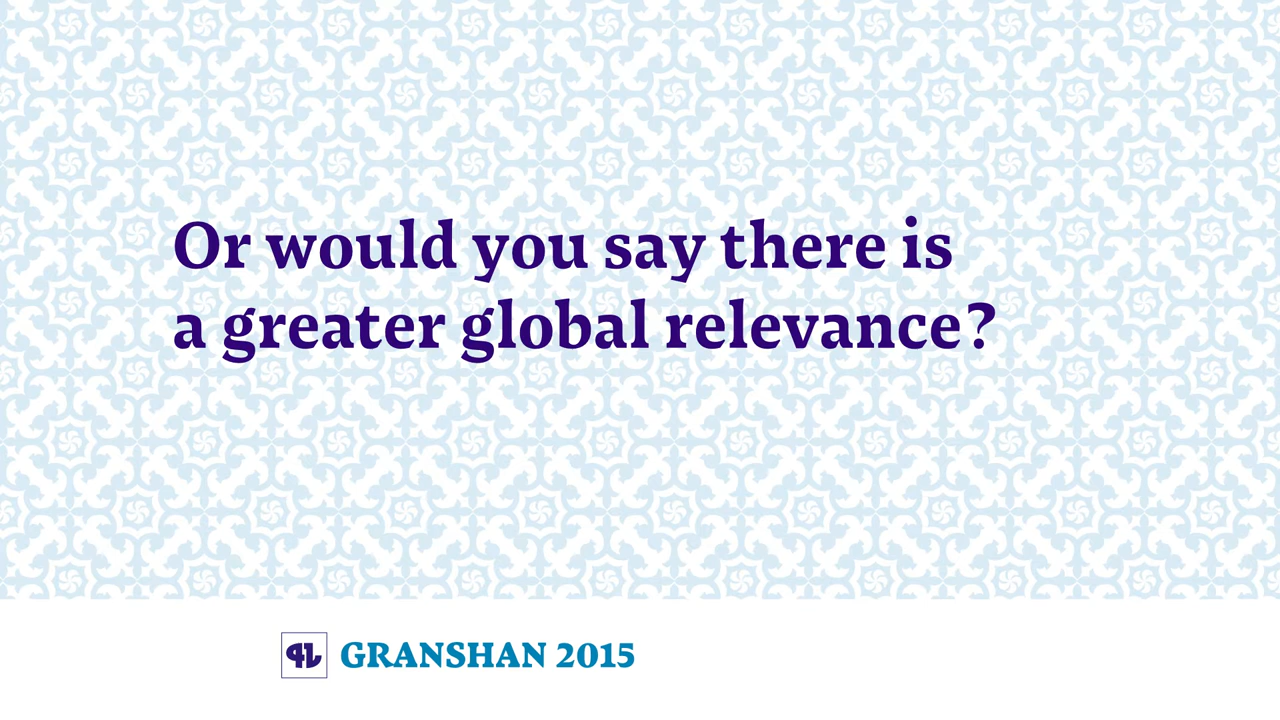 Or would you say there is
a greater global relevance?
GRANSHAN 2015